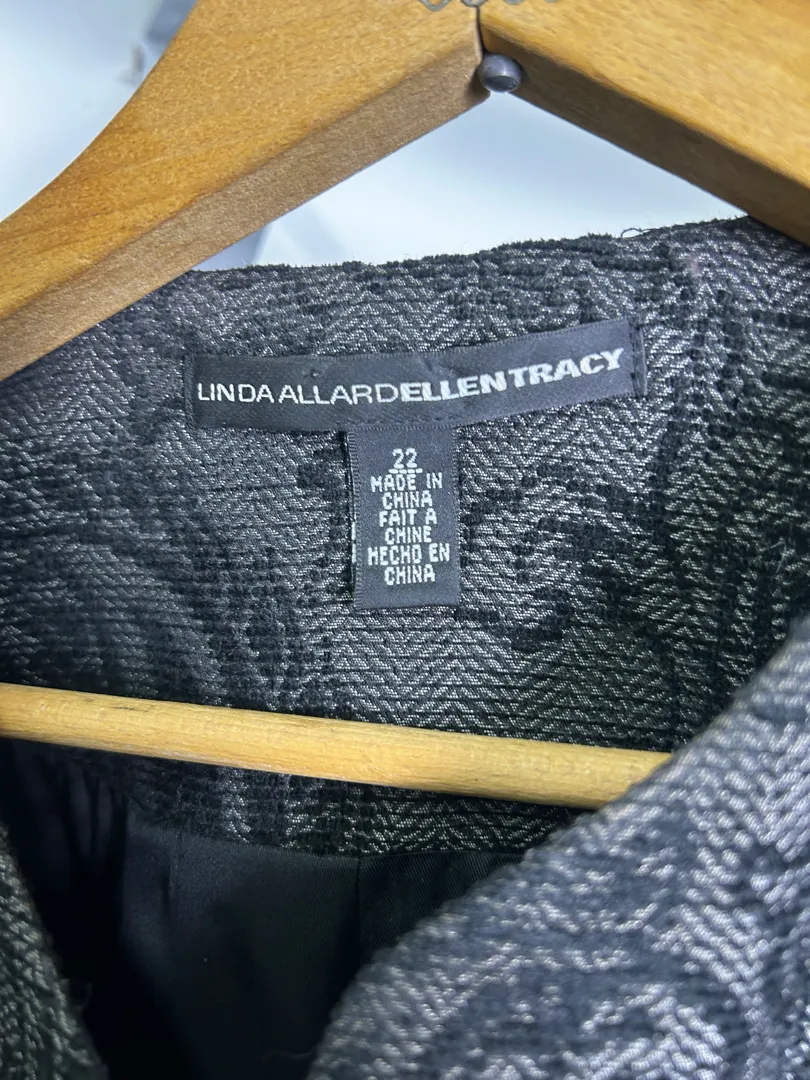 LINDA ALLARDELLEN TRACY
22
MADE IN
CHINA
FAIT A
CHINE
HECHO EN
CHINA